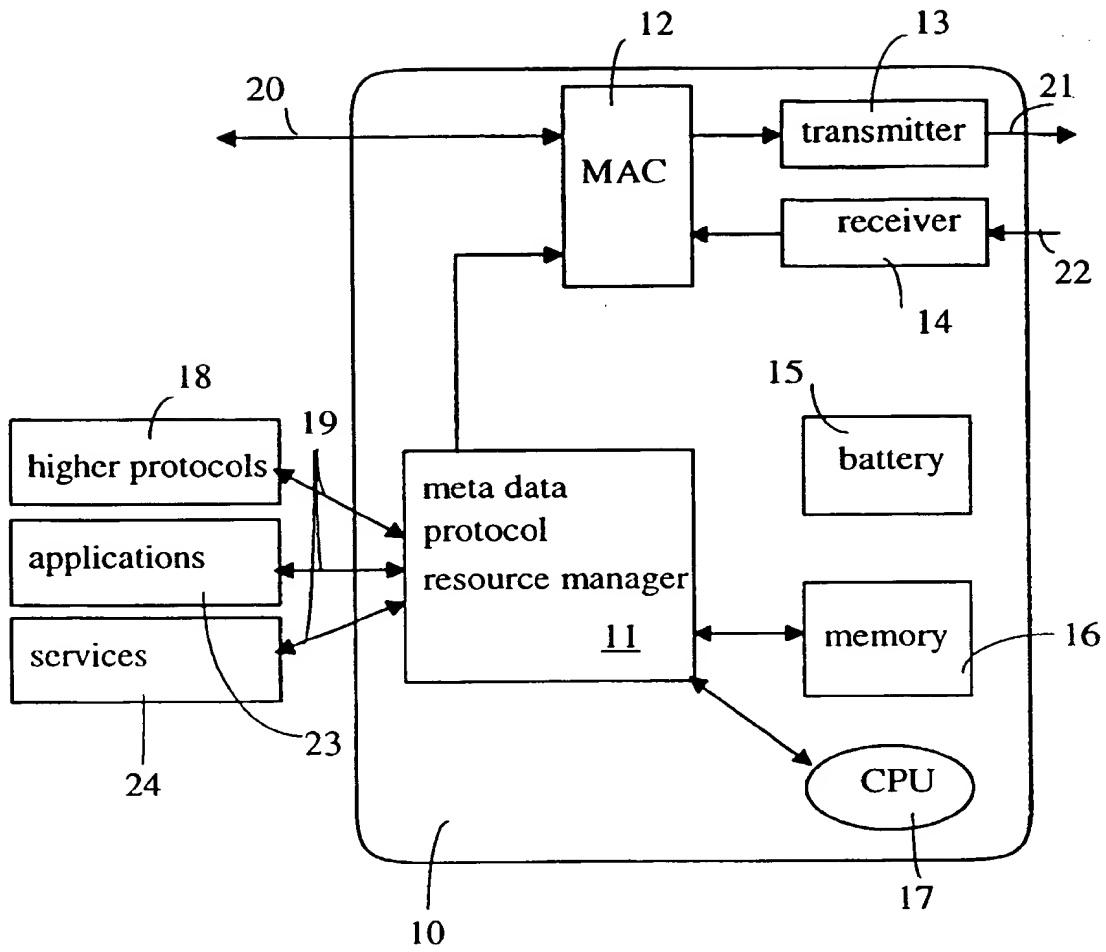 12
13
20
21
transmitter
MAC
receiver
22
14
15
18
19
battery
higher protocols
meta data
protocol
applications
resource manager
11
memory
16
services
23
24
CPU
17
10